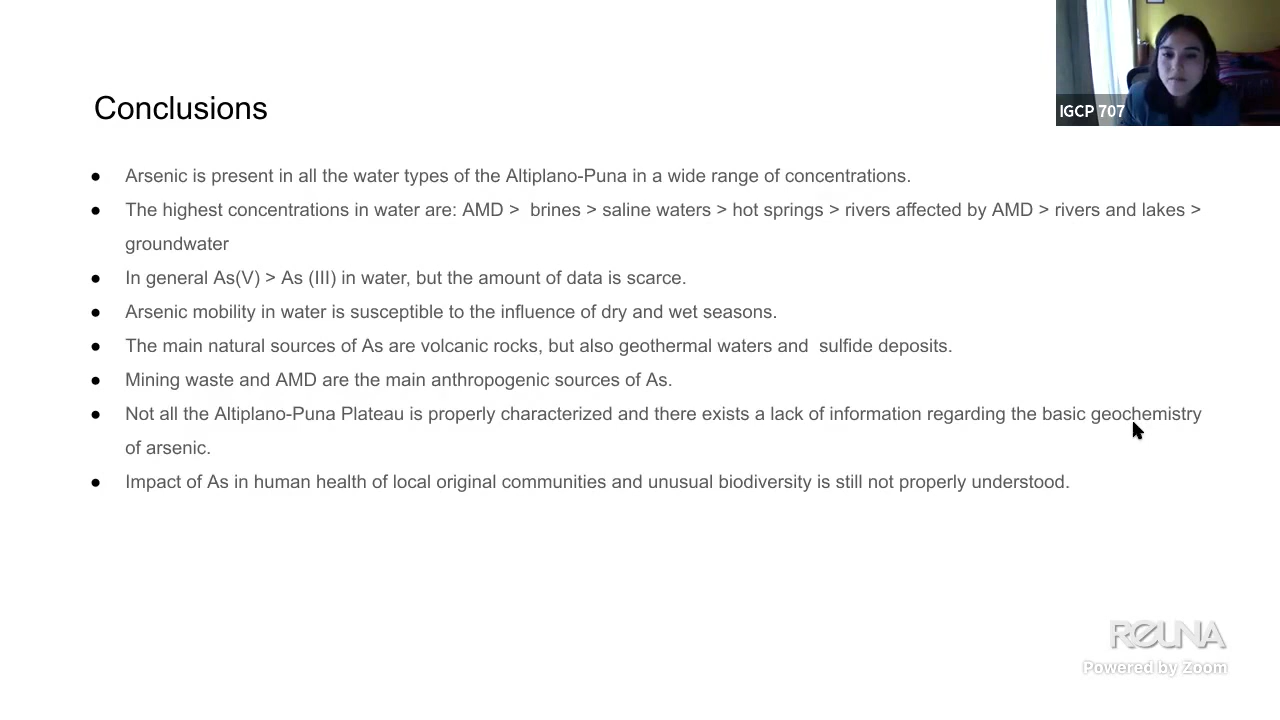 IGCP 707
Conclusions
● Arsenic is present in all the water types of the Altiplano-Puna in a wide range of concentrations.
● The highest concentrations in water are: AMD > brines > saline waters > hot springs > rivers affected by AMD > rivers and lakes >
groundwater
● In general As(V) > As (III) in water, but the amount of data is scarce.
● Arsenic mobility in water is susceptible to the influence of dry and wet seasons.
● The main natural sources of As are volcanic rocks, but also geothermal waters and sulfide deposits.
● Mining waste and AMD are the main anthropogenic sources of As.
● Not all the Altiplano-Puna Plateau is properly characterized and there exists a lack of information regarding the basic geochemistry
of arsenic.
● Impact of As in human health of local original communities and unusual biodiversity is still not properly understood.
REUNA
Powered by Zoom